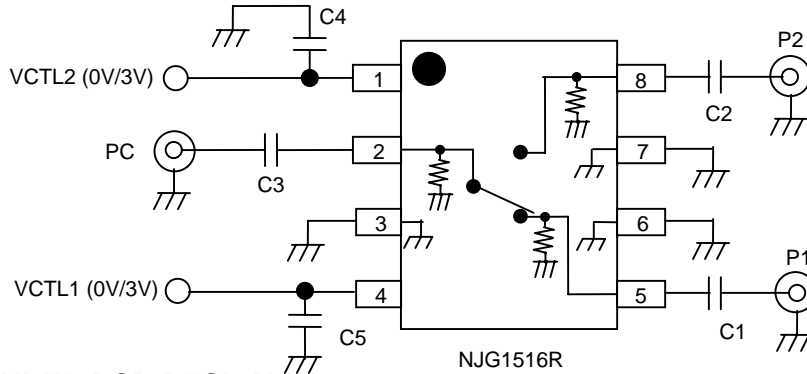 C4
P2
VCTL2 (0V/3V)
1
8
C2
PC
2
7
C3
3
6
P1
VCTL1 (0V/3V)
4
5
C5
C1
NJG1516R